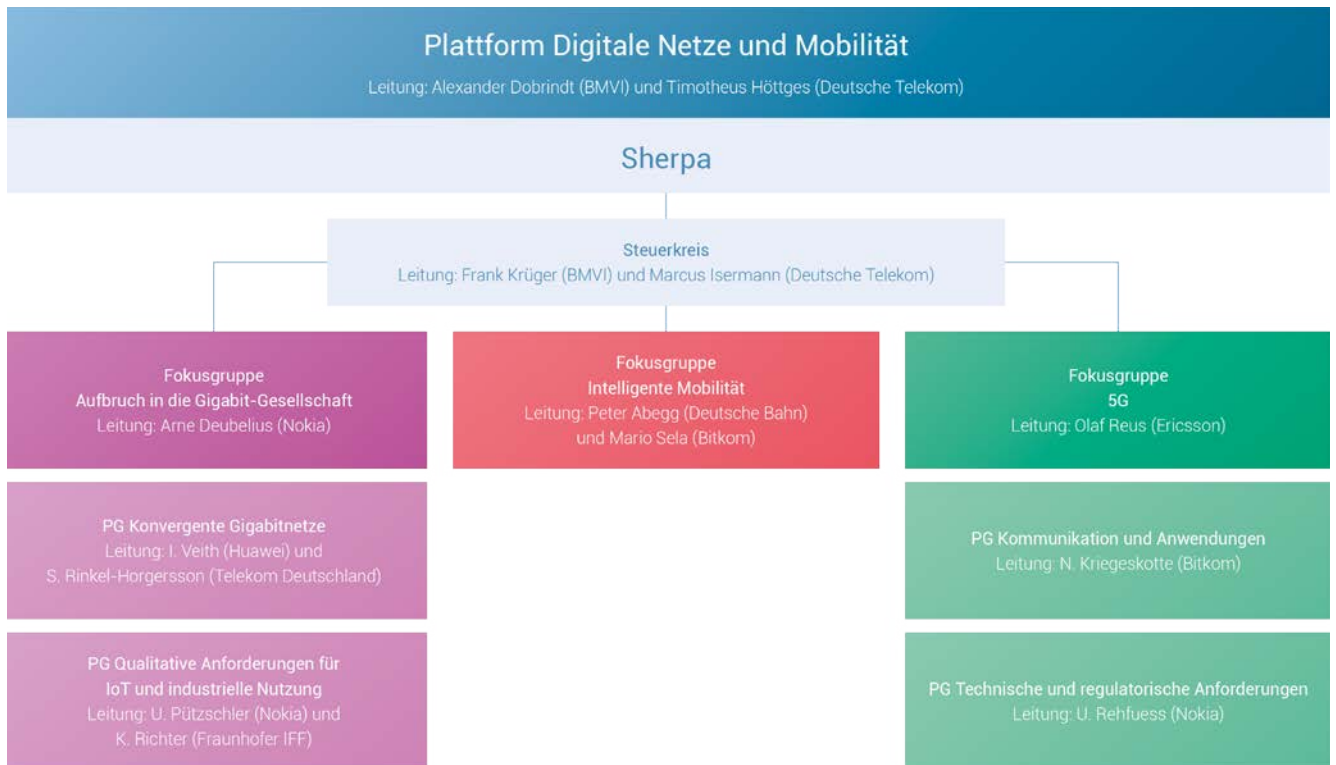 Plattform Digitale Netze und Mobilität
Leitung: Alexander Dobrindt (BMVI) und Timotheus Höttges (Deutsche Telekom)
Sherpa
Steuerkreis
Leitung: Frank Krüger (BMVI) und Marcus Isermann (Deutsche Telekom)
Fokusgruppe
Aufbruch in die Gigabit-Gesellschaft
Leitung: Arne Deubelius (Nokia)
Fokusgruppe
Intelligente Mobilität
Leitung: Peter Abegg (Deutsche Bahn)
und Mario Sela (Bitkom)
Fokusgruppe
5G
Leitung: Olaf Reus (Ericsson)
PG Konvergente Gigabitnetze
Leitung: I. Veith (Huawei) und
S. Rinkel-Horgersson (Telekom Deutschland)
PG Kommunikation und Anwendungen
Leitung: N. Kriegeskotte (Bitkom)
PG Qualitative Anforderungen für
IoT und industrielle Nutzung
Leitung: U. Pützschler (Nokia) und
K. Richter (Fraunhofer IFF)
PG Technische und regulatorische Anforderungen
Leitung: U. Rehfuess (Nokia)